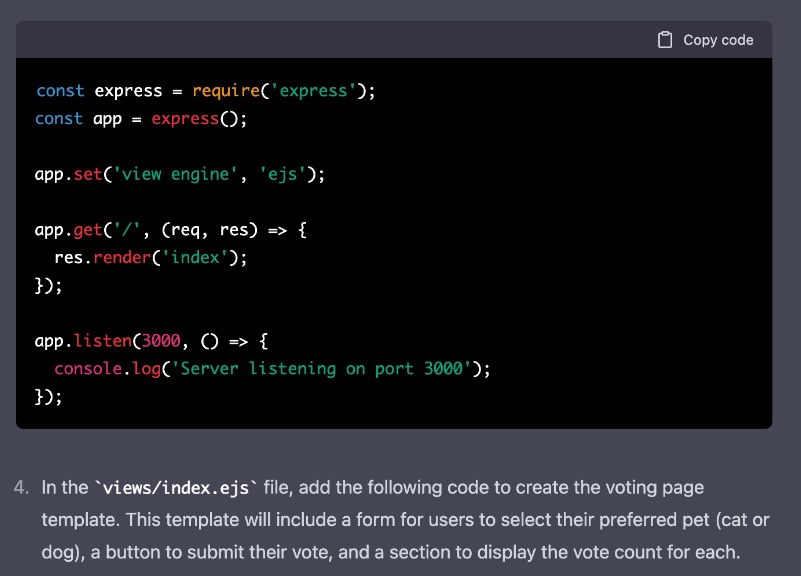 Copy code
const express = require('express');
const app = express();
app.set('view engine', 'ejs');
app.get('/', (req, res) => {
  res.render('index');
});
app.listen(3000, () => {
  console.log('Server listening on port 3000');
});
4. In the `views/index.ejs` file, add the following code to create the voting page
template. This template will include a form for users to select their preferred pet (cat or
dog), a button to submit their vote, and a section to display the vote count for each.